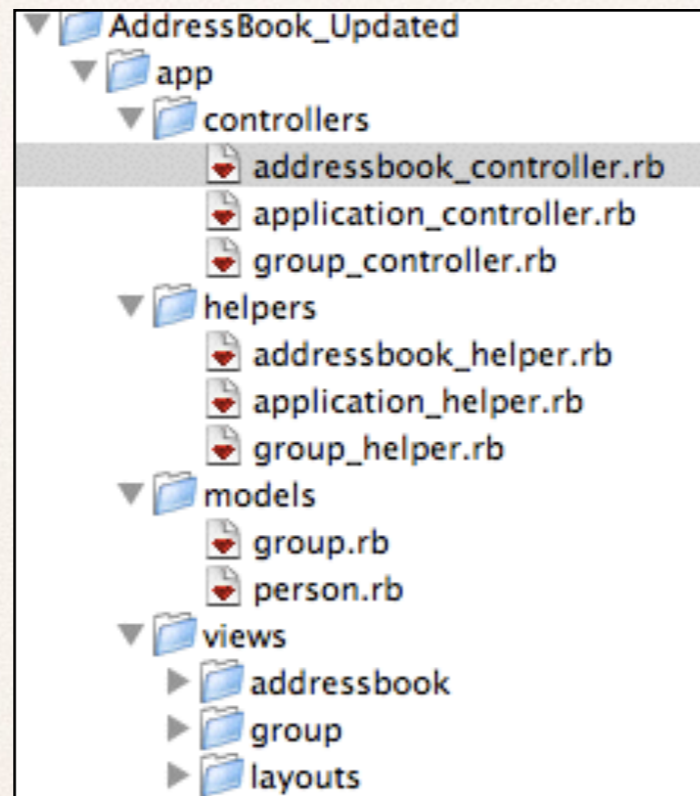 AddressBook_Updated
app
controllers
addressbook_controller.rb
application_controller.rb
group_controller.rb
helpers
addressbook_helper.rb
application_helper.rb
group_helper.rb
models
group.rb
person.rb
views
addressbook
group
layouts